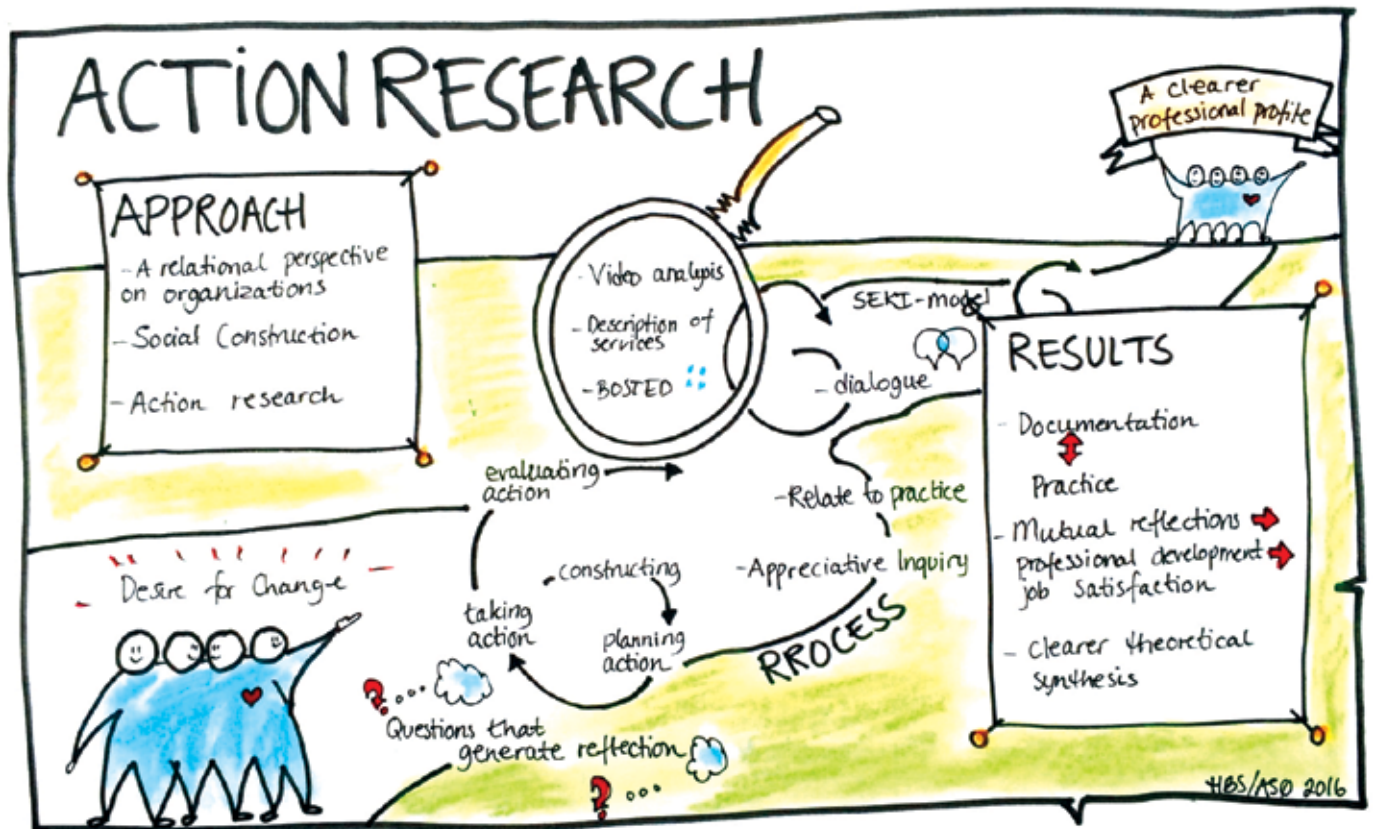 ACTION RESEARCH
A clearer
professional profile
APPROACH
- A relational perspective
on organizations
- Social Construction
- Action research
- Video analysis
- Description of
services
- BOSTED
SEKI-model
- dialogue
- Relate to practice
- Appreciative Inquiry
RROCESS
evaluating
action
constructing
planning
action
taking
action
Desire for Change
Questions that
generate reflection
RESULTS
- Documentation
Practice
- Mutual reflections
professional development
job satisfaction
- Clearer theoretical
synthesis
HBS/ASØ 2016